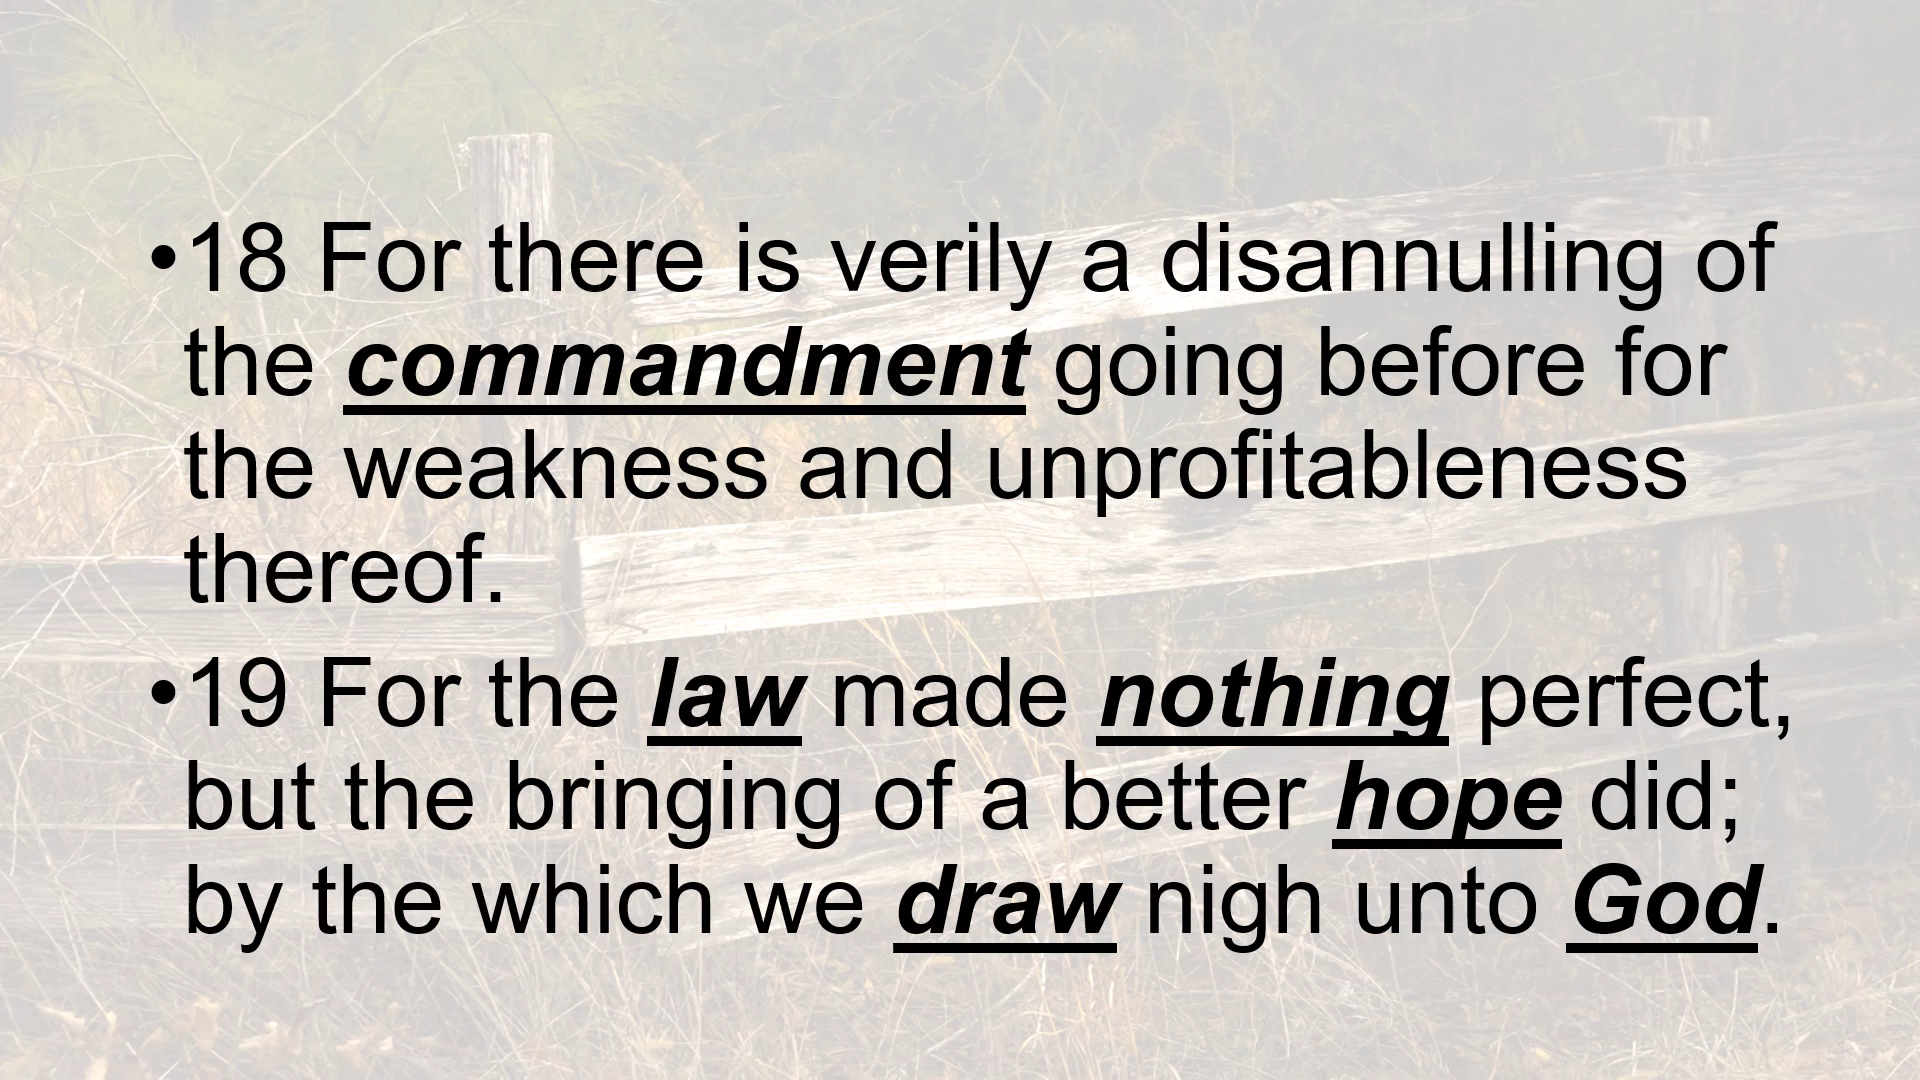 •18 For there is verily a disannulling of
the commandment going before for
the weakness and unprofitableness
thereof.
•19 For the law made nothing perfect,
but the bringing of a better hope did;
by the which we draw nigh unto God.